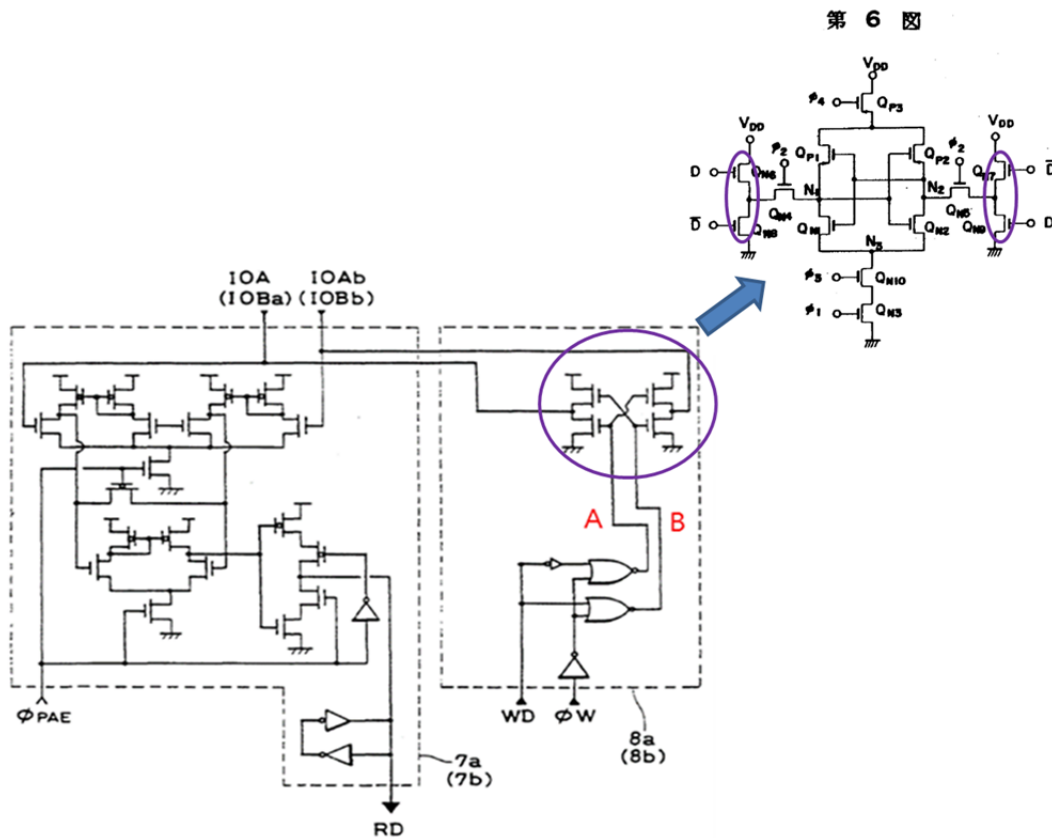 第 6 図
VDD
φ4 QP3
VDD VDD
φ2 QP1 QP2 φ2
D QN6 QN7 D̅
N1 N2
QN4 QN5
D̅ QN8 QN1 QN2 QN9 D
N3
φ3 QN10
φ1 QN3
IOA IOAb
(IOBa) (IOBb)
A B
φPAE WD φW
8a
(8b)
7a
(7b)
RD